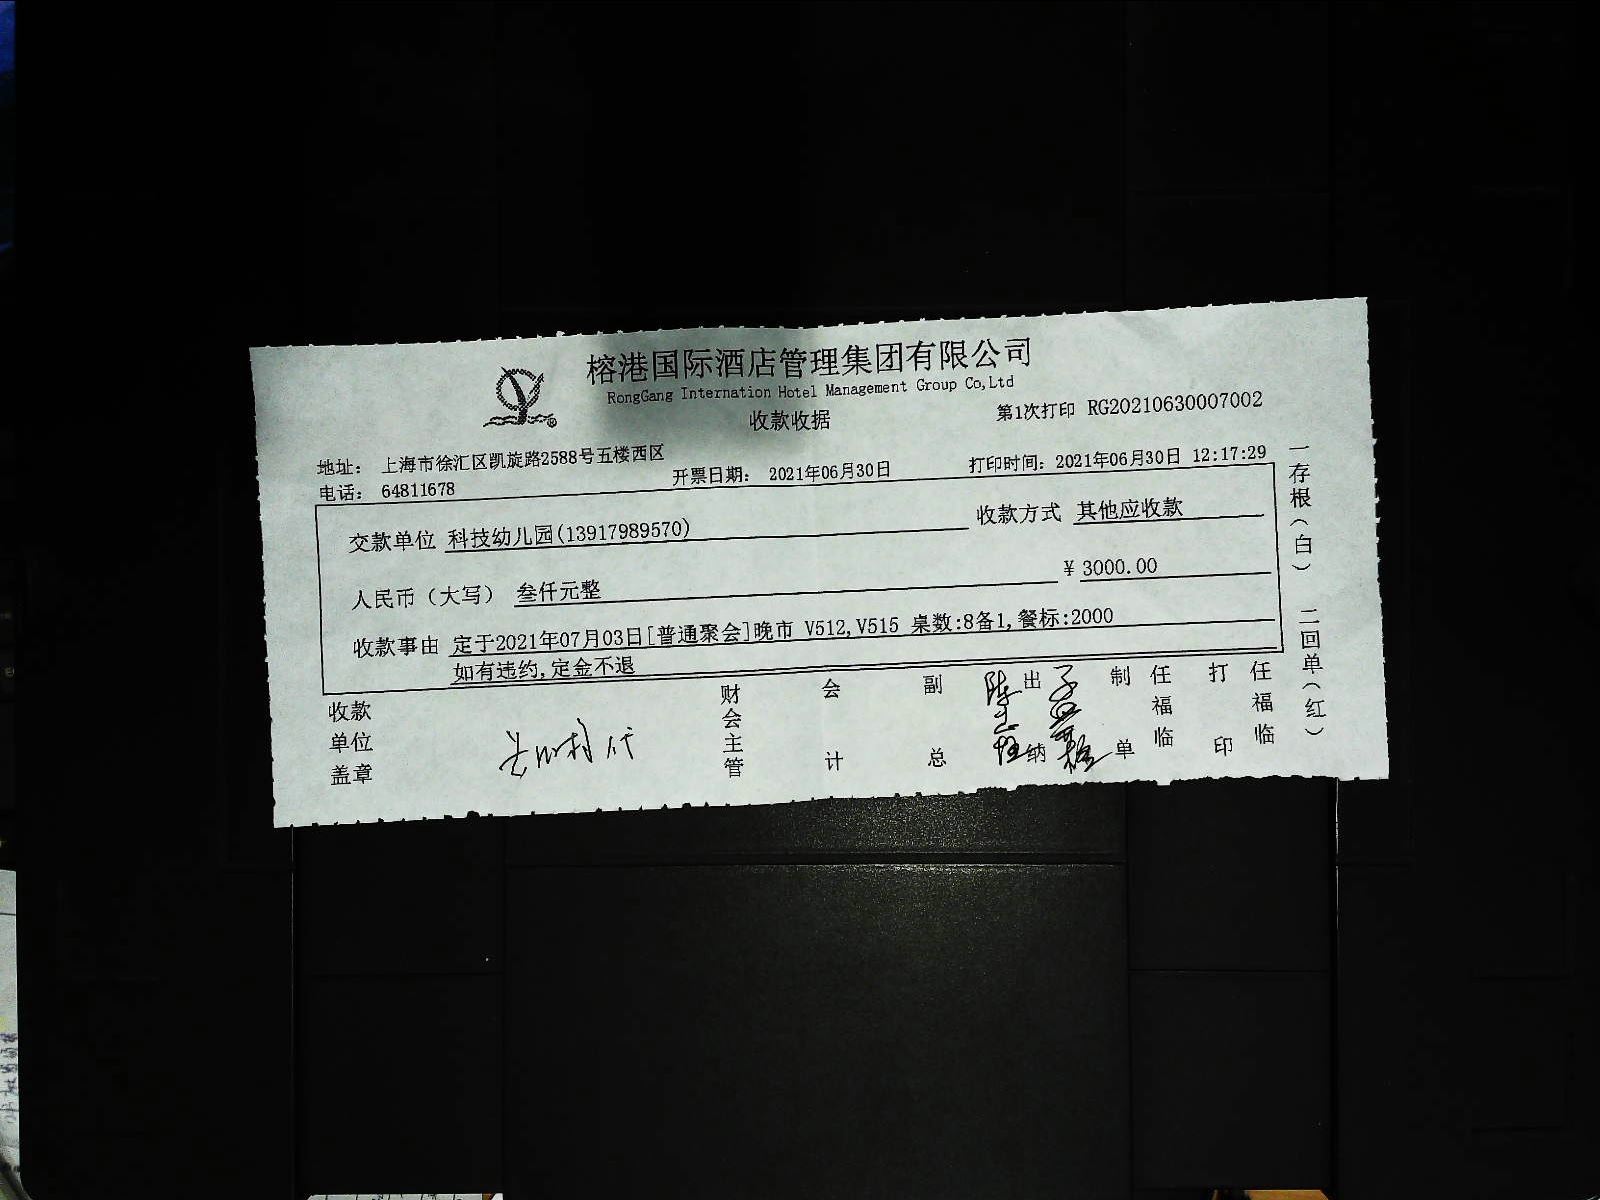 榕港国际酒店管理集团有限公司
RongGang Internation Hotel Management Group Co,Ltd
收款收据
第1次打印 RG20210630007002
地址： 上海市徐汇区凯旋路2588号五楼西区
电话： 64811678
开票日期： 2021年06月30日
打印时间：2021年06月30日 12:17:29
交款单位 科技幼儿园(13917989570)
收款方式 其他应收款
人民币（大写） 叁仟元整
¥ 3000.00
收款事由 定于2021年07月03日[普通聚会]晚市 V512,V515 桌数:8备1,餐标:2000
如有违约,定金不退
收款单位盖章
财会主管
会计
副总
出纳
制单
任福临
打印
任福临
一存根（白） 二回单（红）